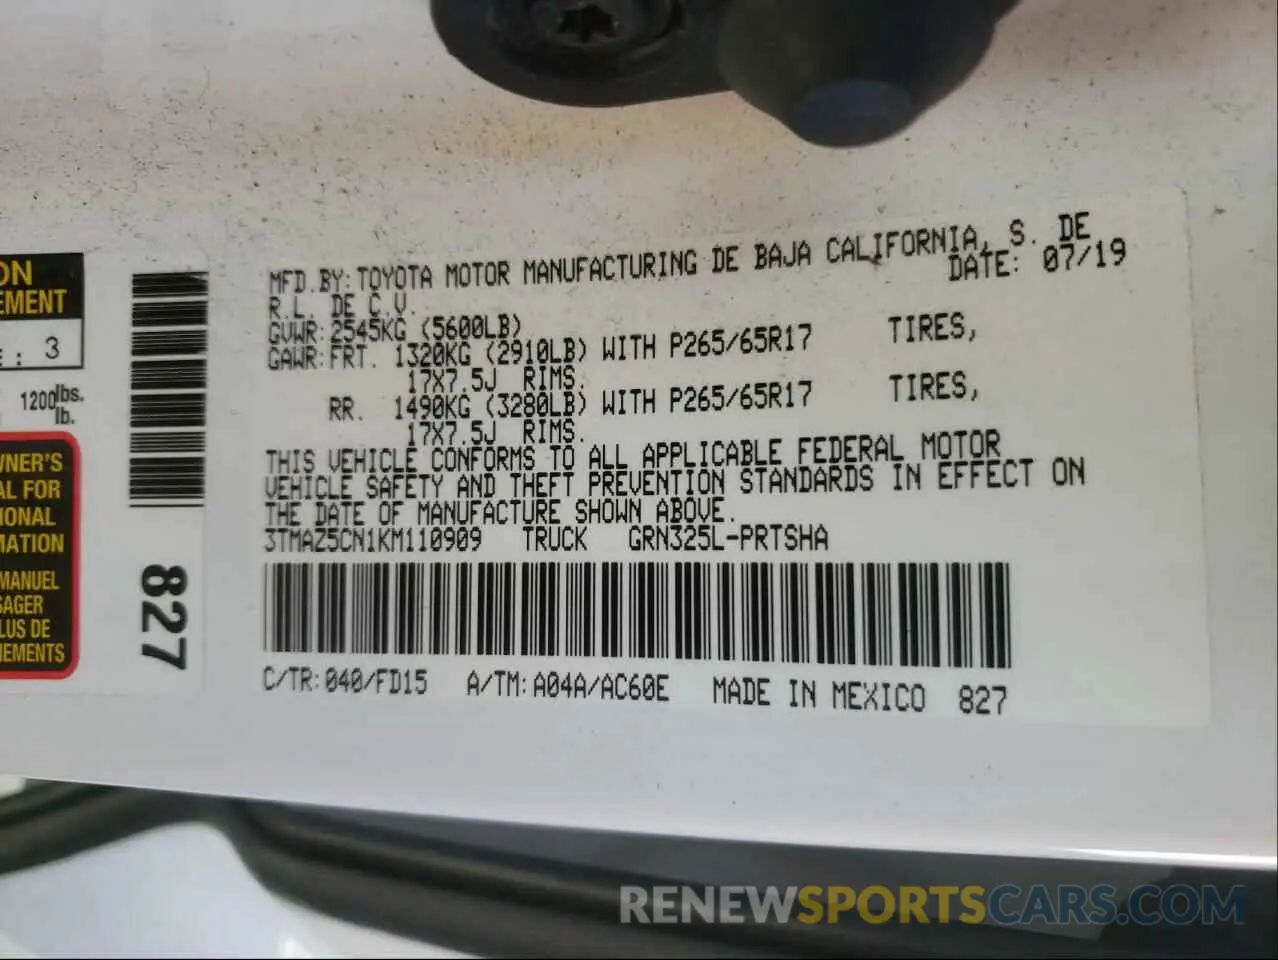 ON
EMENT
E: 3
1200lbs.
lb.
WNER'S
AL FOR
IONAL
MATION
MANUEL
SAGER
LUS DE
NEMENTS
827
MFD.BY:TOYOTA MOTOR MANUFACTURING DE BAJA CALIFORNIA, S. DE
R.L. DE C.V. DATE: 07/19
GVWR:2545KG (5600LB)
GAWR:FRT. 1320KG (2910LB) WITH P265/65R17 TIRES,
17X7.5J RIMS.
RR. 1490KG (3280LB) WITH P265/65R17 TIRES,
17X7.5J RIMS.
THIS VEHICLE CONFORMS TO ALL APPLICABLE FEDERAL MOTOR
VEHICLE SAFETY AND THEFT PREVENTION STANDARDS IN EFFECT ON
THE DATE OF MANUFACTURE SHOWN ABOVE.
3TMAZ5CN1KM110909 TRUCK GRN325L-PRTSHA
C/TR:040/FD15 A/TM:A04A/AC60E MADE IN MEXICO 827
RENEWSPORTSCARS.COM